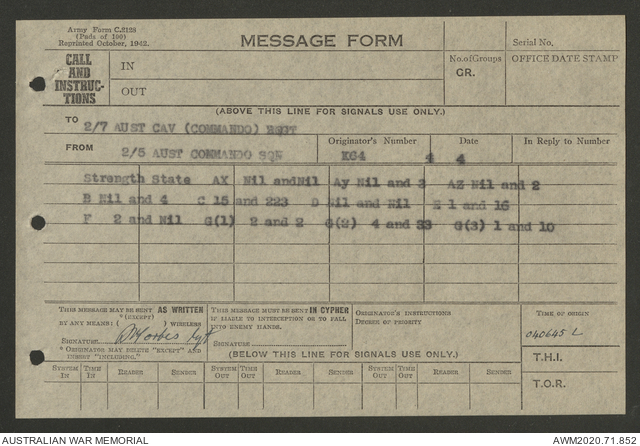 Army Form C.2128
(Pads of 100)
Reprinted October, 1942.
MESSAGE FORM
Serial No.
CALL
AND
INSTRUC-
TIONS
IN
OUT
No. of Groups
GR.
OFFICE DATE STAMP
(ABOVE THIS LINE FOR SIGNALS USE ONLY.)
TO 2/7 AUST CAV (COMMANDO) REGT
FROM 2/5 AUST COMMANDO SQN
Originator's Number
Date
In Reply to Number
K64 4 4
Strength State AX Nil andNil Ay Nil and 3 AZ Nil and 2
B Nil and 4 C 15 and 223 D Nil and Nil E 1 and 16
F 2 and Nil G(1) 2 and 2 G(2) 4 and 33 G(3) 1 and 10
THIS MESSAGE MAY BE SENT AS WRITTEN
*(EXCEPT)
BY ANY MEANS ( ) WIRELESS
SIGNATURE
* ORIGINATOR MAY DELETE "EXCEPT" AND
INSERT "INCLUDING."
THIS MESSAGE MUST BE SENT IN CYPHER
IF LIABLE TO INTERCEPTION OR TO FALL
INTO ENEMY HANDS.
SIGNATURE
ORIGINATOR'S INSTRUCTIONS
DEGREE OF PRIORITY
TIME OF ORIGIN
040645 L
T.H.I.
T.O.R.
(BELOW THIS LINE FOR SIGNALS USE ONLY.)
SYSTEM IN TIME IN READER SENDER SYSTEM OUT TIME OUT READER SENDER SYSTEM OUT TIME OUT READER SENDER
AUSTRALIAN WAR MEMORIAL
AWM2020.71.852